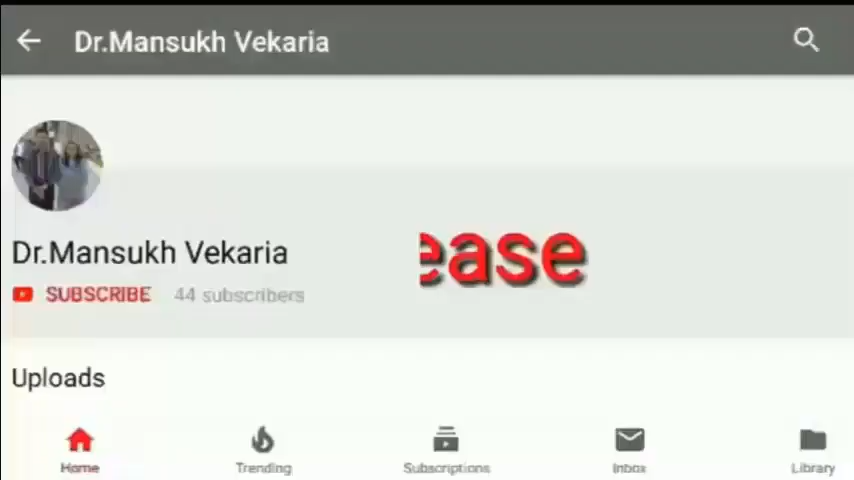 Dr.Mansukh Vekaria
Dr.Mansukh Vekaria
ease
SUBSCRIBE 44 subscribers
Uploads
Home Trending Subscriptions Inbox Library